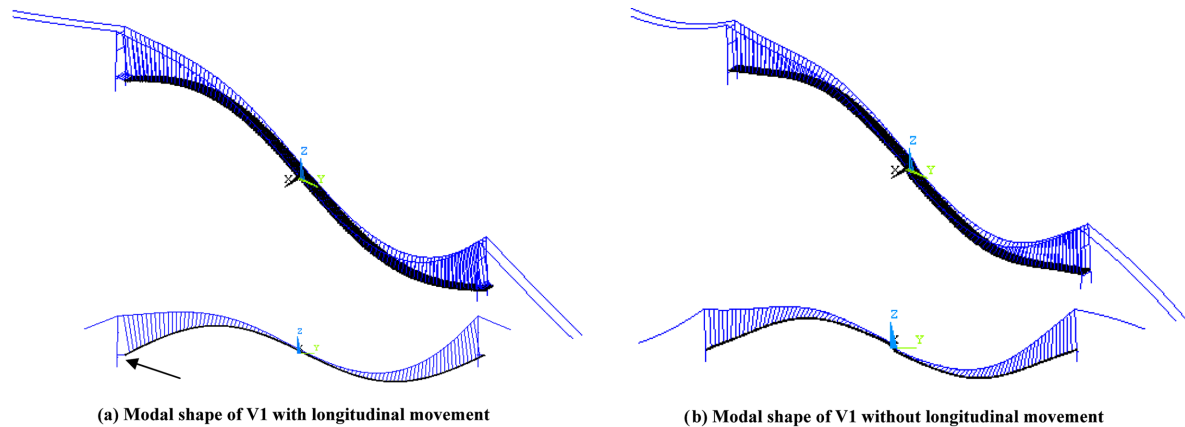 Z
X
Y
Z
Y
(a) Modal shape of V1 with longitudinal movement
Z
X
Y
Z
X
Y
(b) Modal shape of V1 without longitudinal movement